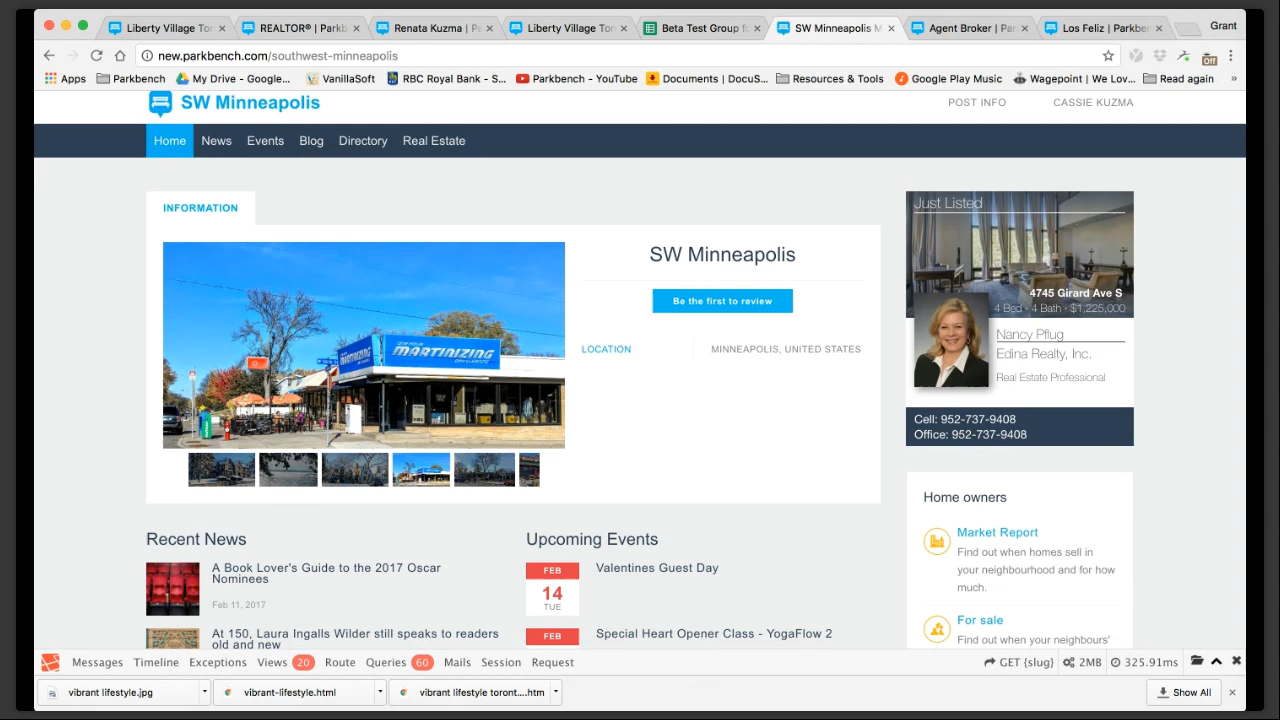 Liberty Village Tor
REALTOR® | Parkb
Renata Kuzma | Pa
Liberty Village Tor
Beta Test Group fo
SW Minneapolis M
Agent Broker | Par
Los Feliz | Parkben
Grant
new.parkbench.com/southwest-minneapolis
Off
Apps
Parkbench
My Drive - Google...
VanillaSoft
RBC Royal Bank - S...
Parkbench - YouTube
Documents | DocuS...
Resources & Tools
Google Play Music
Wagepoint | We Lov...
Read again
»
SW Minneapolis
POST INFO
CASSIE KUZMA
Home
News
Events
Blog
Directory
Real Estate
INFORMATION
MARTINIZING
SW Minneapolis
Be the first to review
LOCATION
MINNEAPOLIS, UNITED STATES
Just Listed
4745 Girard Ave S
4 Bed • 4 Bath • $1,225,000
Nancy Pflug
Edina Realty, Inc.
Real Estate Professional
Cell: 952-737-9408
Office: 952-737-9408
Home owners
Market Report
Find out when homes sell in
your neighbourhood and for how
much.
For sale
Find out when your neighbours'
Recent News
A Book Lover's Guide to the 2017 Oscar
Nominees
Feb 11, 2017
At 150, Laura Ingalls Wilder still speaks to readers
old and new
Upcoming Events
FEB
14
TUE
Valentines Guest Day
FEB
Special Heart Opener Class - YogaFlow 2
Messages
Timeline
Exceptions
Views 20
Route
Queries 60
Mails
Session
Request
GET {slug}
2MB
325.91ms
vibrant lifestyle.jpg
vibrant-lifestyle.html
vibrant lifestyle toront....htm
Show All